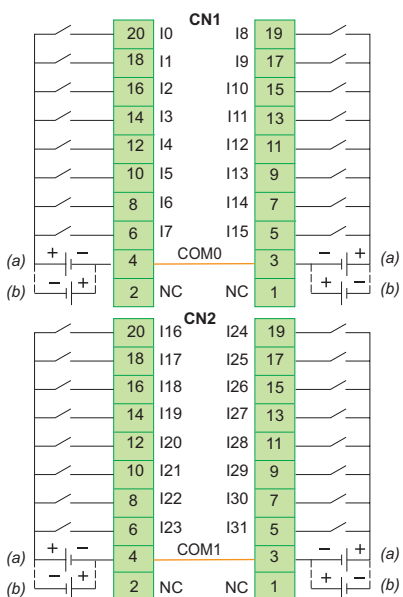 CN1
20 I0 I8 19
18 I1 I9 17
16 I2 I10 15
14 I3 I11 13
12 I4 I12 11
10 I5 I13 9
8 I6 I14 7
6 I7 I15 5
(a) + − 4 COM0 3 − + (a)
(b) − + 2 NC NC 1 + − (b)
CN2
20 I16 I24 19
18 I17 I25 17
16 I18 I26 15
14 I19 I27 13
12 I20 I28 11
10 I21 I29 9
8 I22 I30 7
6 I23 I31 5
(a) + − 4 COM1 3 − + (a)
(b) − + 2 NC NC 1 + − (b)